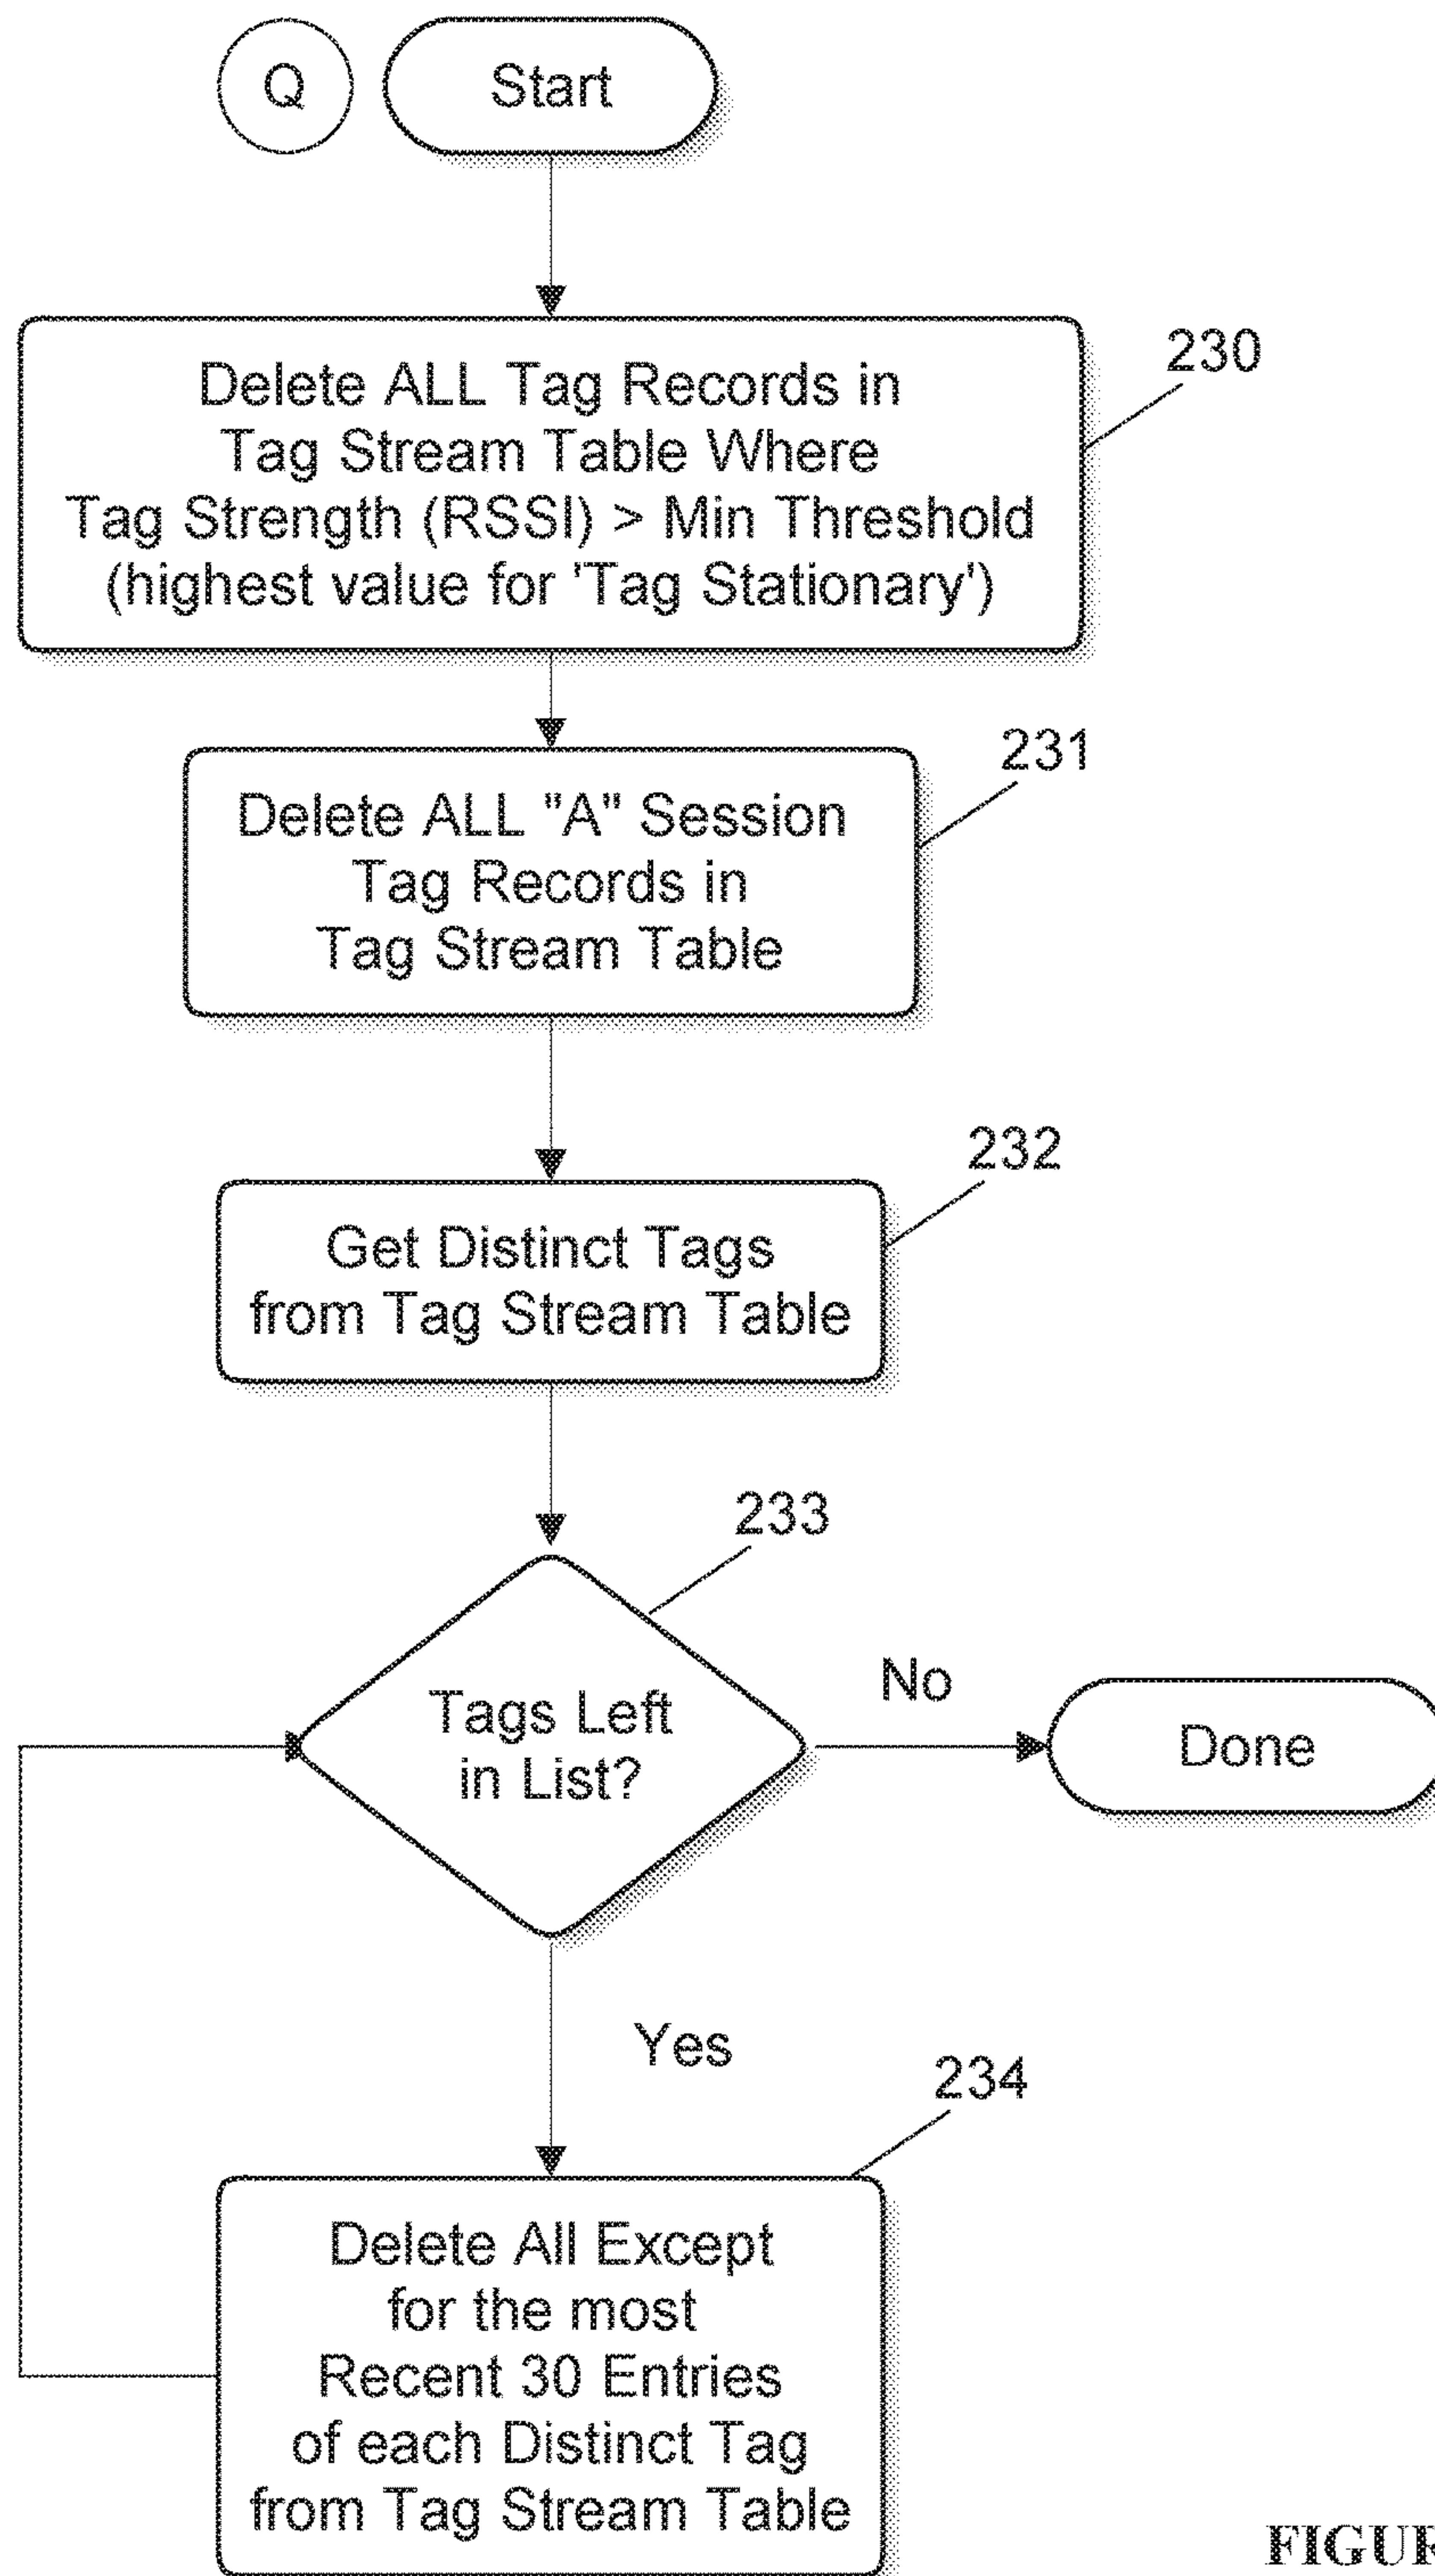 Q
Start
Delete ALL Tag Records in
Tag Stream Table Where
Tag Strength (RSSI) > Min Threshold
(highest value for 'Tag Stationary')
230
Delete ALL "A" Session
Tag Records in
Tag Stream Table
231
Get Distinct Tags
from Tag Stream Table
232
233
Tags Left
in List?
No
Done
Yes
234
Delete All Except
for the most
Recent 30 Entries
of each Distinct Tag
from Tag Stream Table